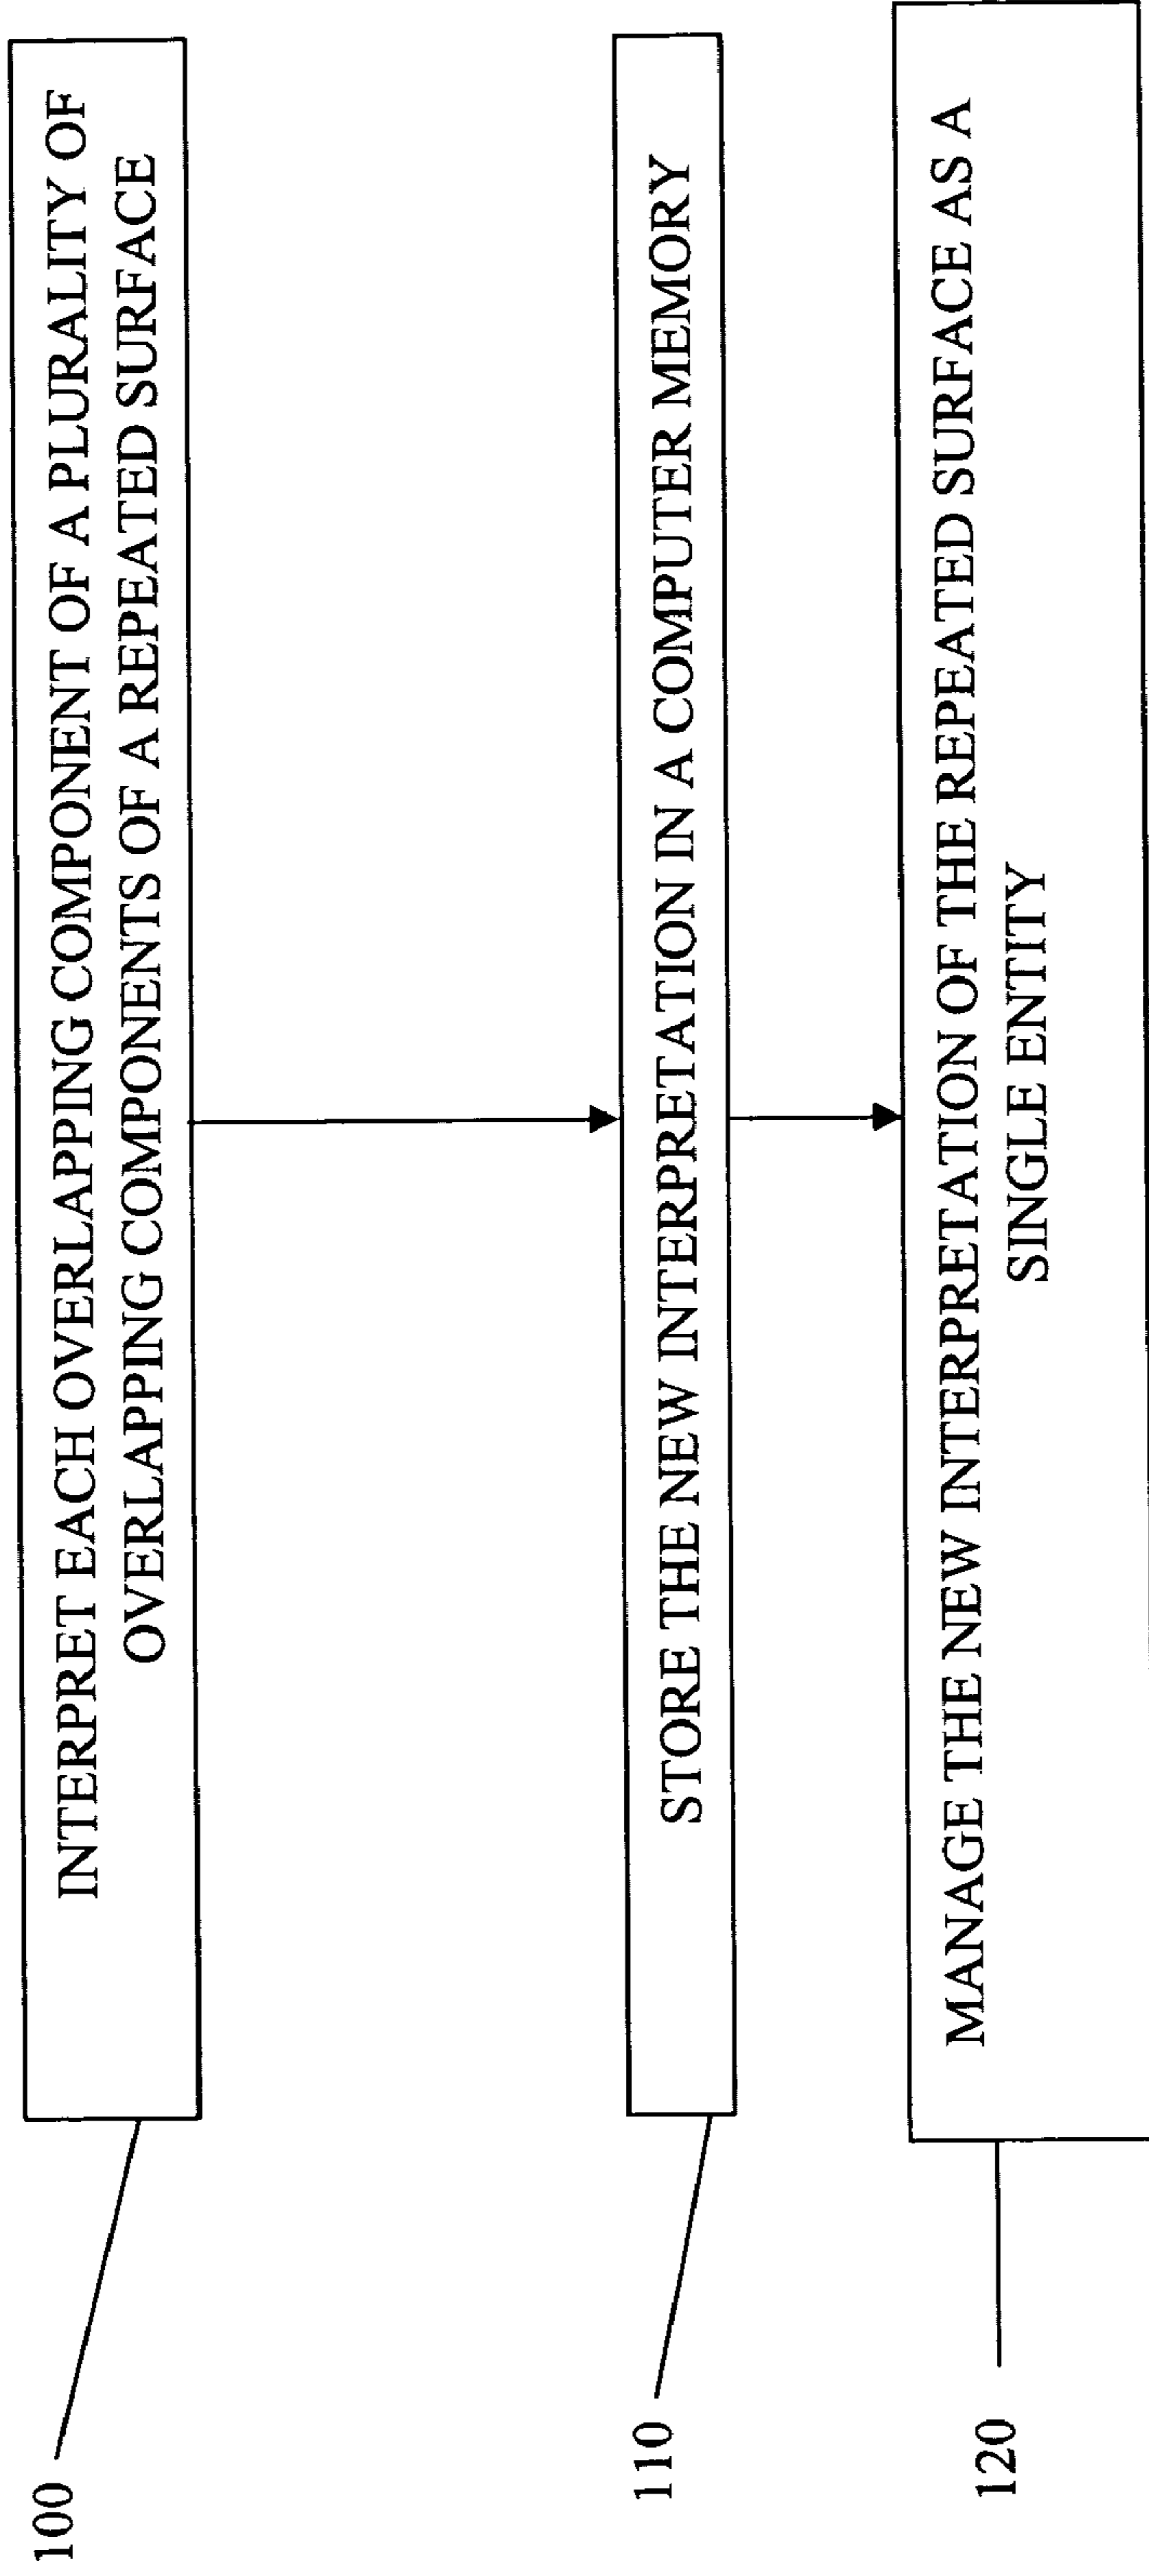 INTERPRET EACH OVERLAPPING COMPONENT OF A PLURALITY OF
OVERLAPPING COMPONENTS OF A REPEATED SURFACE
100
STORE THE NEW INTERPRETATION IN A COMPUTER MEMORY
110
MANAGE THE NEW INTERPRETATION OF THE REPEATED SURFACE AS A
SINGLE ENTITY
120